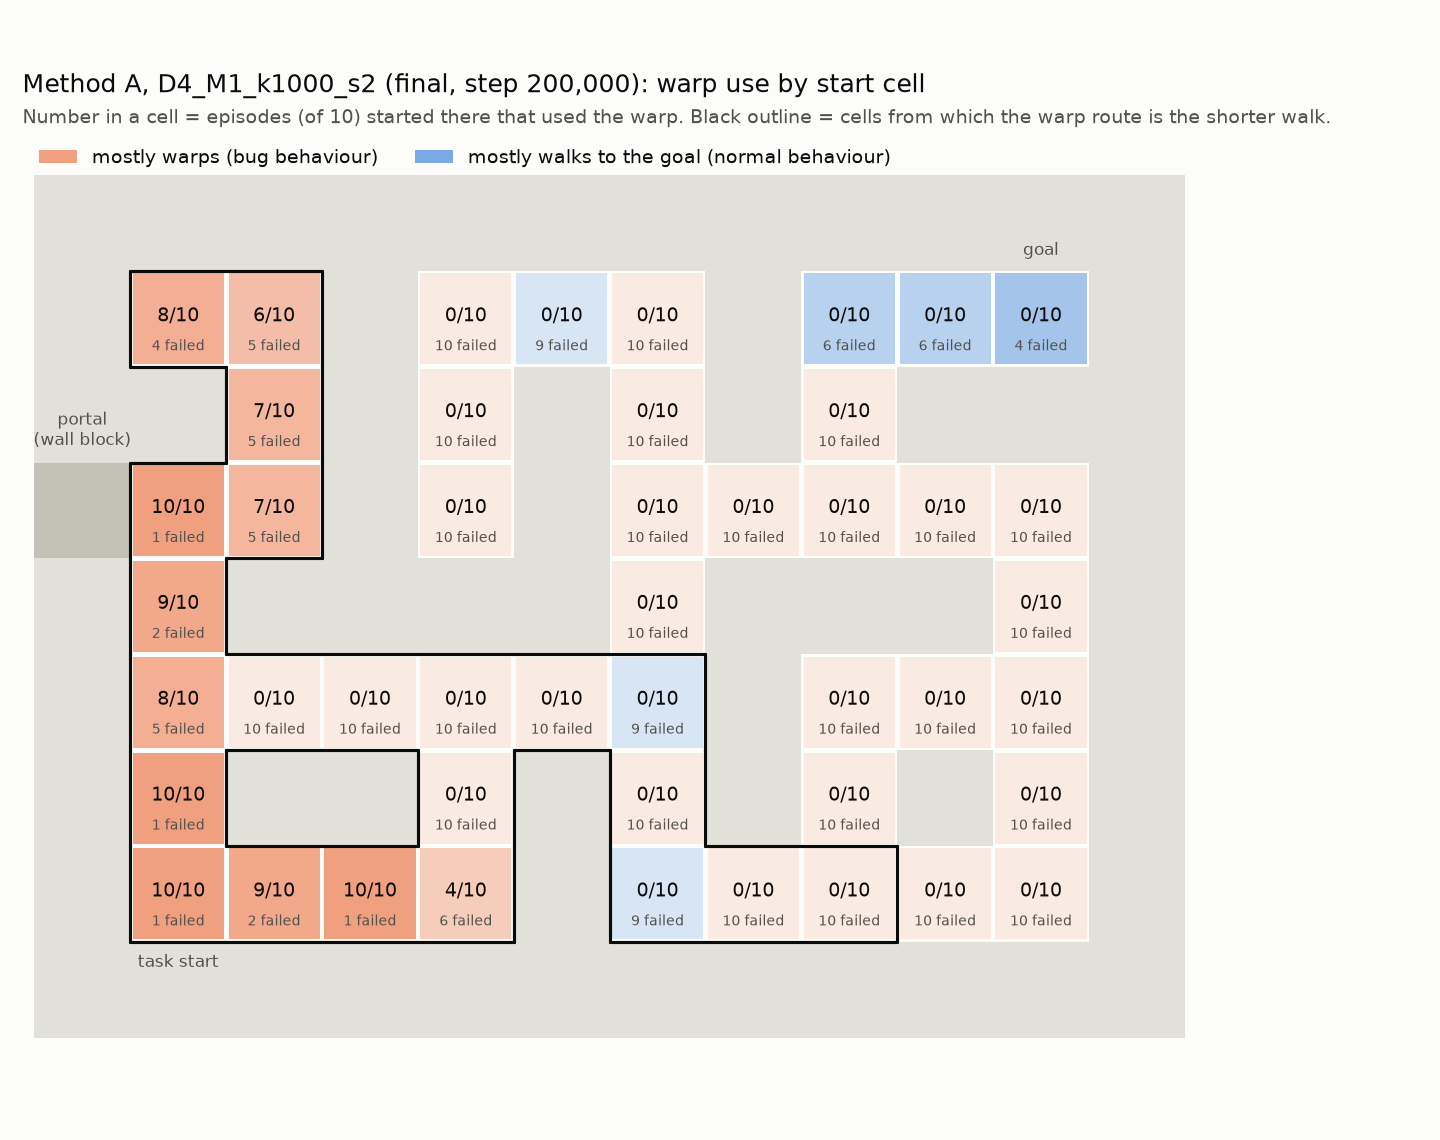 Method A, D4_M1_k1000_s2 (final, step 200,000): warp use by start cell
Number in a cell = episodes (of 10) started there that used the warp. Black outline = cells from which the warp route is the shorter walk.
mostly warps (bug behaviour) mostly walks to the goal (normal behaviour)
goal
8/10 6/10 0/10 0/10 0/10 0/10 0/10 0/10
4 failed 5 failed 10 failed 9 failed 10 failed 6 failed 6 failed 4 failed
7/10 0/10 0/10 0/10
5 failed 10 failed 10 failed 10 failed
portal
(wall block)
10/10 7/10 0/10 0/10 0/10 0/10 0/10 0/10
1 failed 5 failed 10 failed 10 failed 10 failed 10 failed 10 failed 10 failed
9/10 0/10 0/10
2 failed 10 failed 10 failed
8/10 0/10 0/10 0/10 0/10 0/10 0/10 0/10 0/10
5 failed 10 failed 10 failed 10 failed 10 failed 9 failed 10 failed 10 failed 10 failed
10/10 0/10 0/10 0/10 0/10
1 failed 10 failed 10 failed 10 failed 10 failed
10/10 9/10 10/10 4/10 0/10 0/10 0/10 0/10 0/10
1 failed 2 failed 1 failed 6 failed 9 failed 10 failed 10 failed 10 failed 10 failed
task start